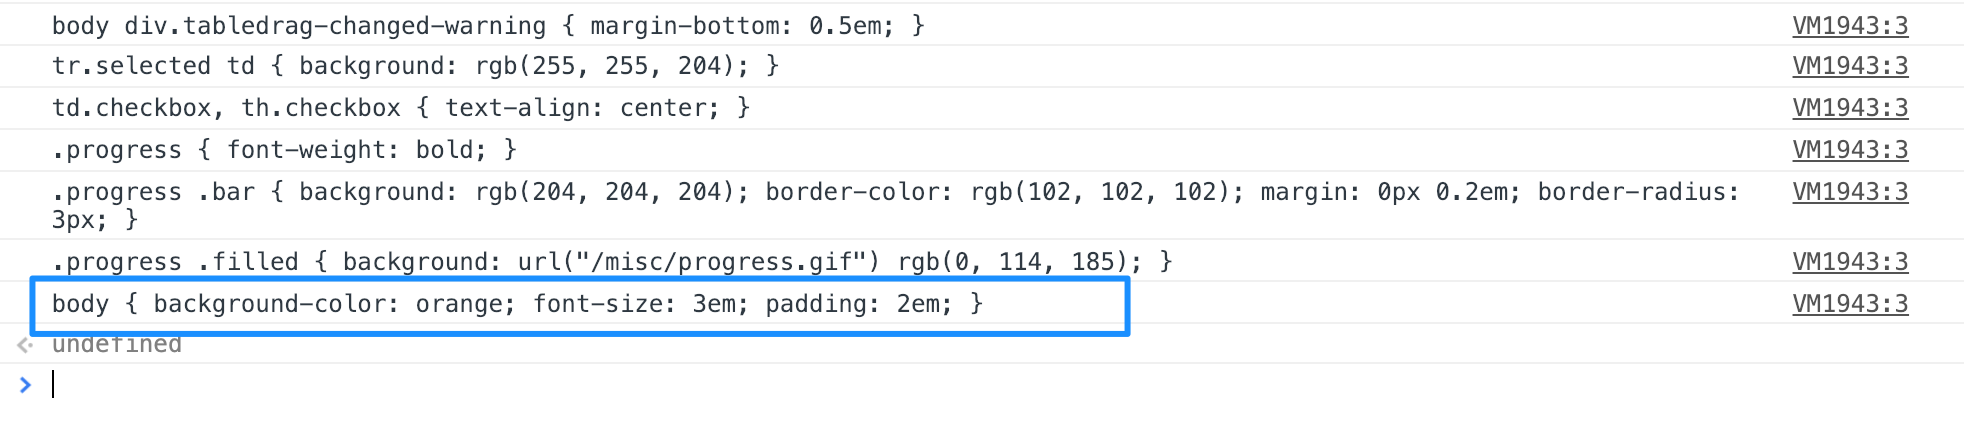 body div.tabledrag-changed-warning { margin-bottom: 0.5em; } VM1943:3
tr.selected td { background: rgb(255, 255, 204); } VM1943:3
td.checkbox, th.checkbox { text-align: center; } VM1943:3
.progress { font-weight: bold; } VM1943:3
.progress .bar { background: rgb(204, 204, 204); border-color: rgb(102, 102, 102); margin: 0px 0.2em; border-radius: VM1943:3
3px; }
.progress .filled { background: url("/misc/progress.gif") rgb(0, 114, 185); } VM1943:3
body { background-color: orange; font-size: 3em; padding: 2em; } VM1943:3
undefined